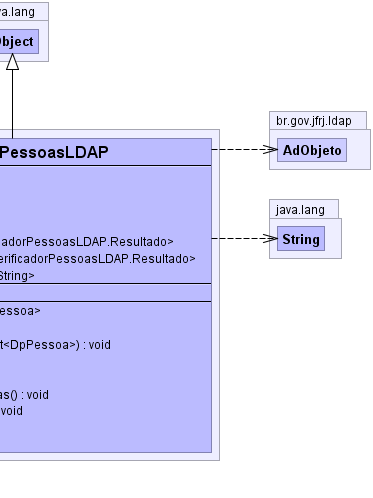 va.lang
Object
PessoasLDAP
cadorPessoasLDAP.Resultado>
erificadorPessoasLDAP.Resultado>
String>
essoa>
t<DpPessoa>) : void
as() : void
void
br.gov.jfrj.ldap
AdObjeto
java.lang
String